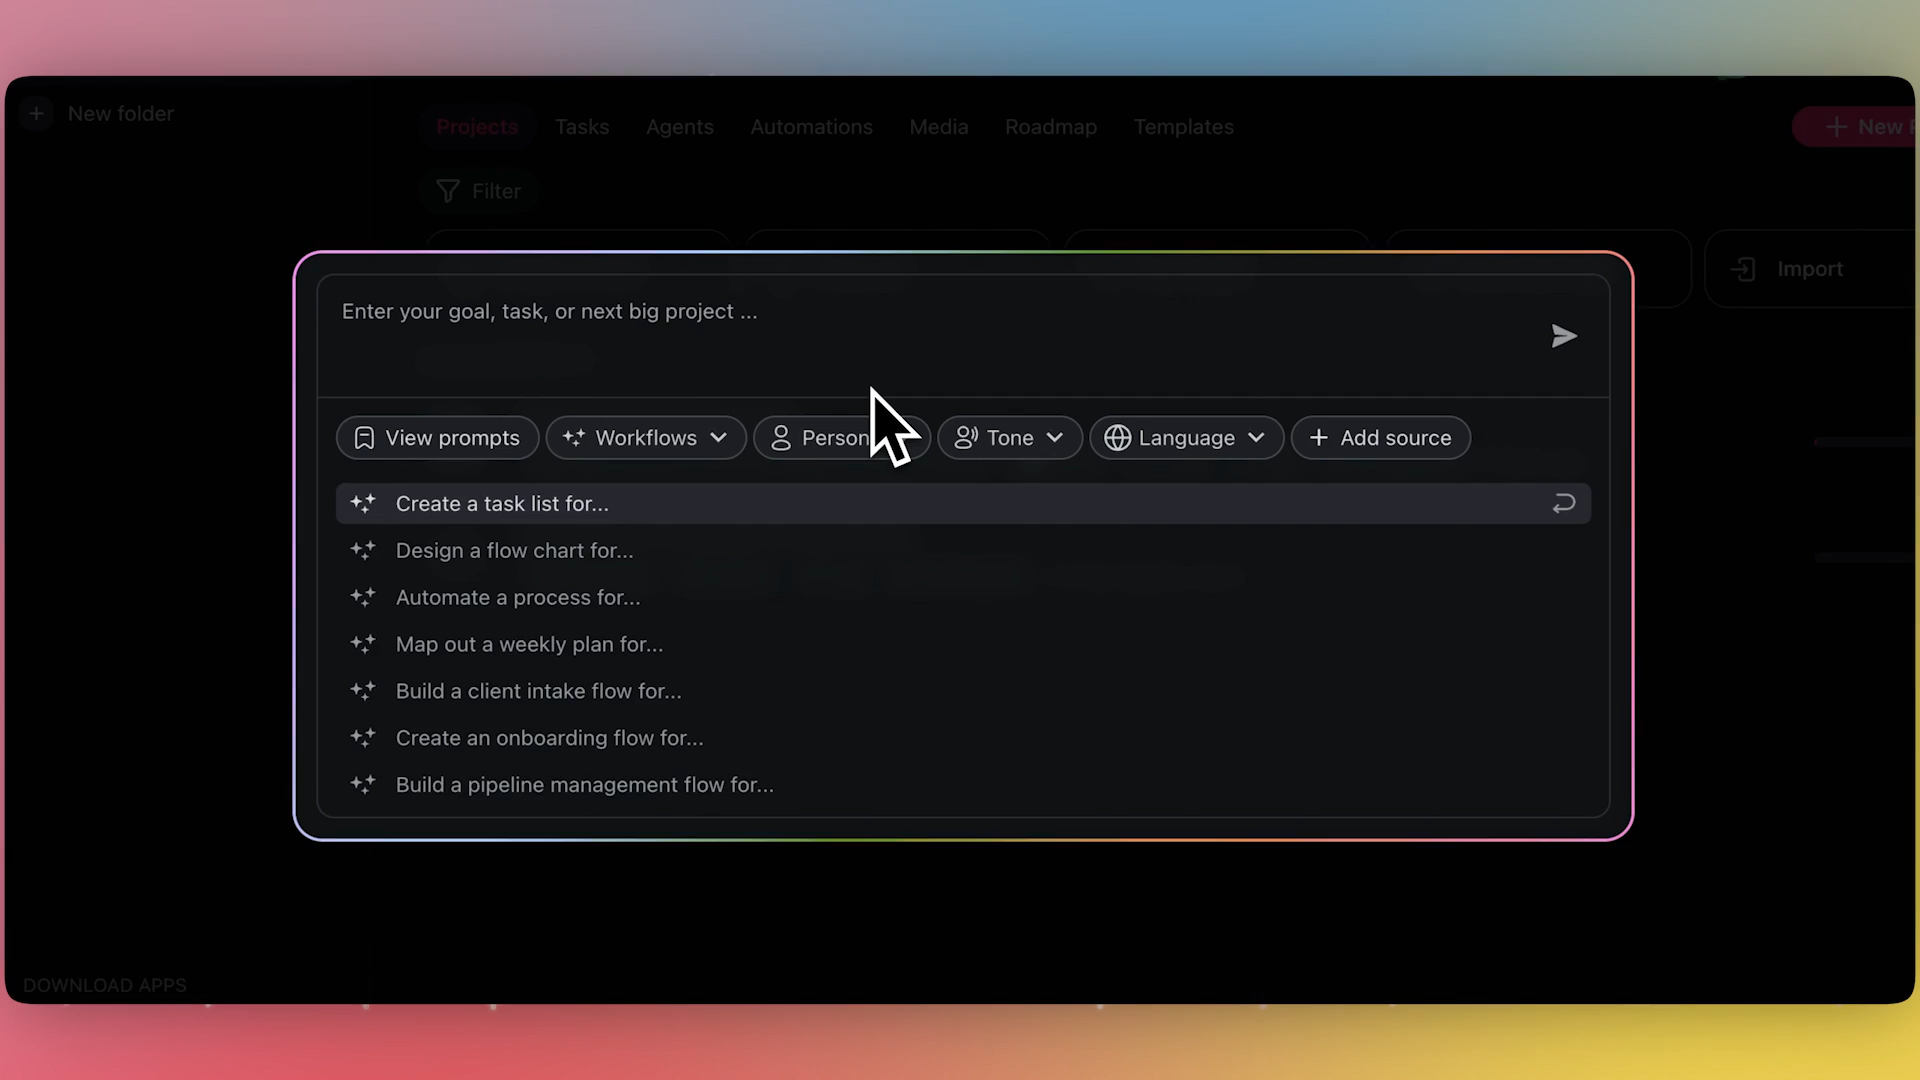 New folder
Projects Tasks Agents Automations Media Roadmap Templates
New
Filter
Import
Enter your goal, task, or next big project ...
View prompts Workflows Person Tone Language Add source
Create a task list for...
Design a flow chart for...
Automate a process for...
Map out a weekly plan for...
Build a client intake flow for...
Create an onboarding flow for...
Build a pipeline management flow for...
DOWNLOAD APPS